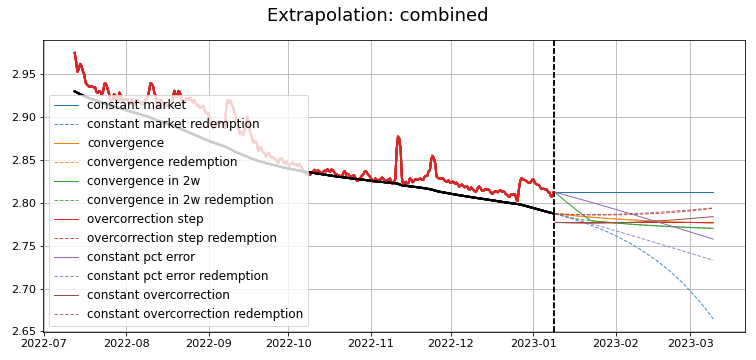 Extrapolation: combined
2.95
2.90
2.85
2.80
2.75
2.70
2.65
constant market
constant market redemption
convergence
convergence redemption
convergence in 2w
convergence in 2w redemption
overcorrection step
overcorrection step redemption
constant pct error
constant pct error redemption
constant overcorrection
constant overcorrection redemption
2022-07 2022-08 2022-09 2022-10 2022-11 2022-12 2023-01 2023-02 2023-03